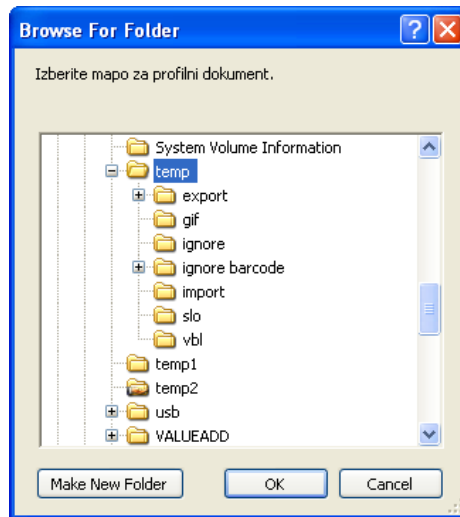 Browse For Folder
Izberite mapo za profilni dokument.
System Volume Information
temp
export
gif
ignore
ignore barcode
import
slo
vbl
temp1
temp2
usb
VALUEADD
Make New Folder
OK
Cancel